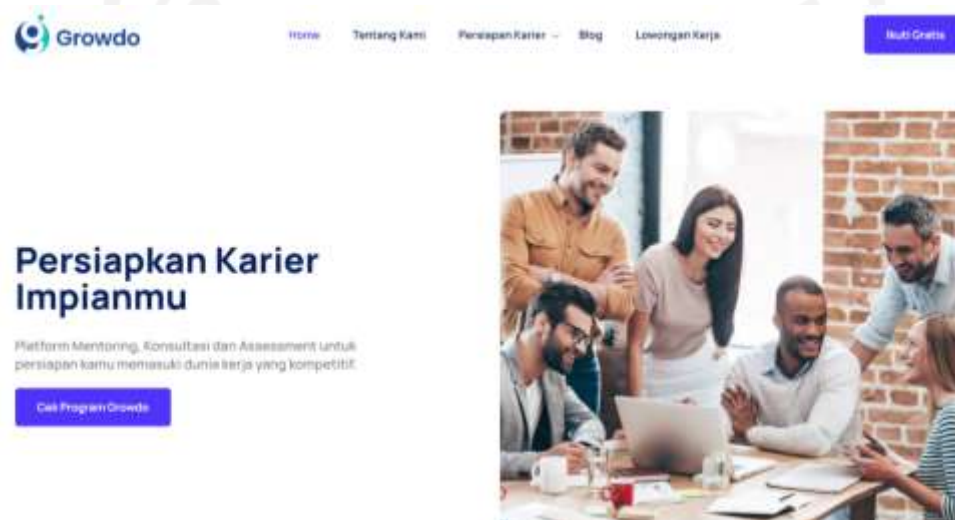 Growdo
Home
Tentang Kami
Persiapan Karier
Blog
Lowongan Kerja
Ikuti Gratis
Persiapkan Karier
Impianmu
Platform Mentoring, Konsultasi dan Assessment untuk
persiapan kamu memasuki dunia kerja yang kompetitif.
Cek Program Growdo